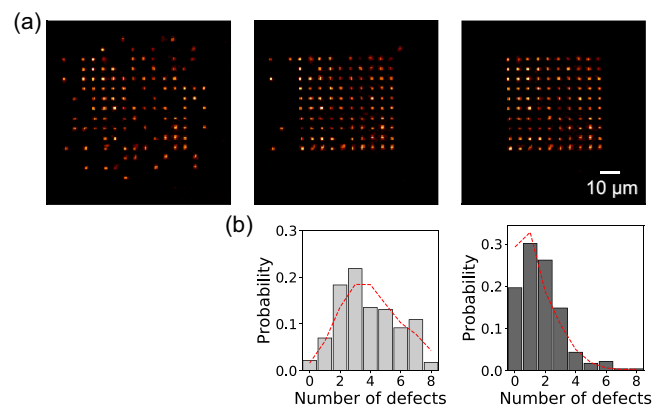 (a)
10 µm
(b)
0.3
0.2
0.1
0.0
Probability
0 2 4 6 8
Number of defects
0.3
0.2
0.1
0.0
Probability
0 2 4 6 8
Number of defects